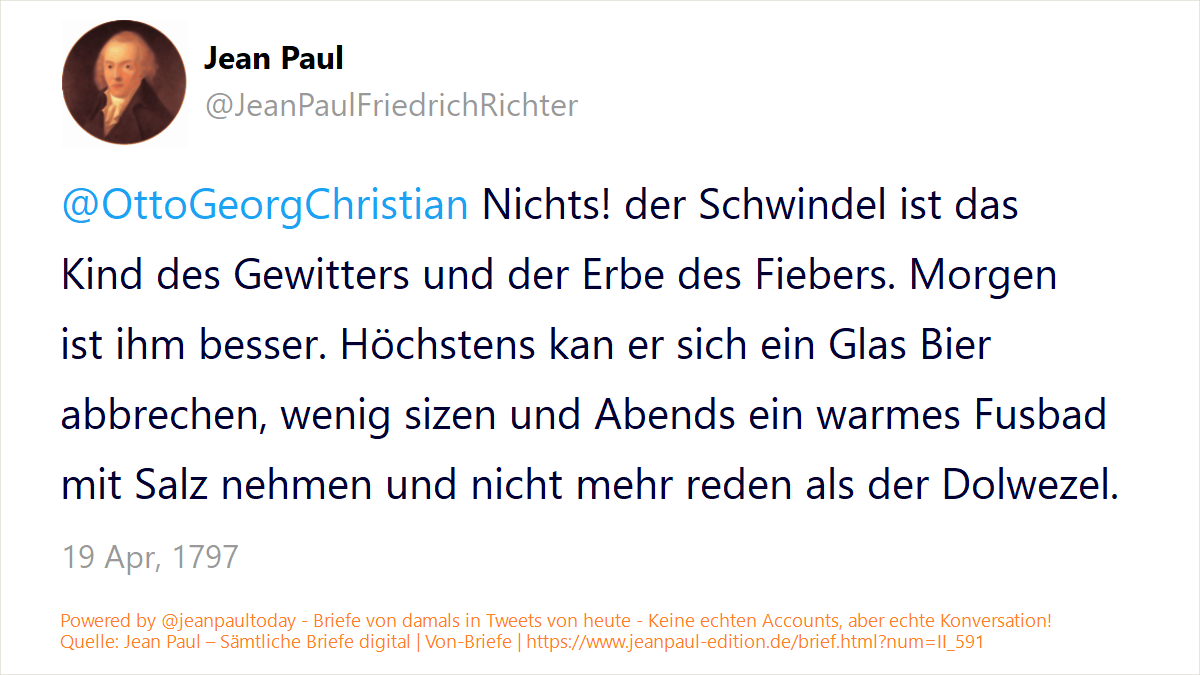 Jean Paul
@JeanPaulFriedrichRichter
@OttoGeorgChristian Nichts! der Schwindel ist das
Kind des Gewitters und der Erbe des Fiebers. Morgen
ist ihm besser. Höchstens kan er sich ein Glas Bier
abbrechen, wenig sizen und Abends ein warmes Fusbad
mit Salz nehmen und nicht mehr reden als der Dolwezel.
19 Apr, 1797
Powered by @jeanpaultoday - Briefe von damals in Tweets von heute - Keine echten Accounts, aber echte Konversation!
Quelle: Jean Paul – Sämtliche Briefe digital | Von-Briefe | https://www.jeanpaul-edition.de/brief.html?num=II_591